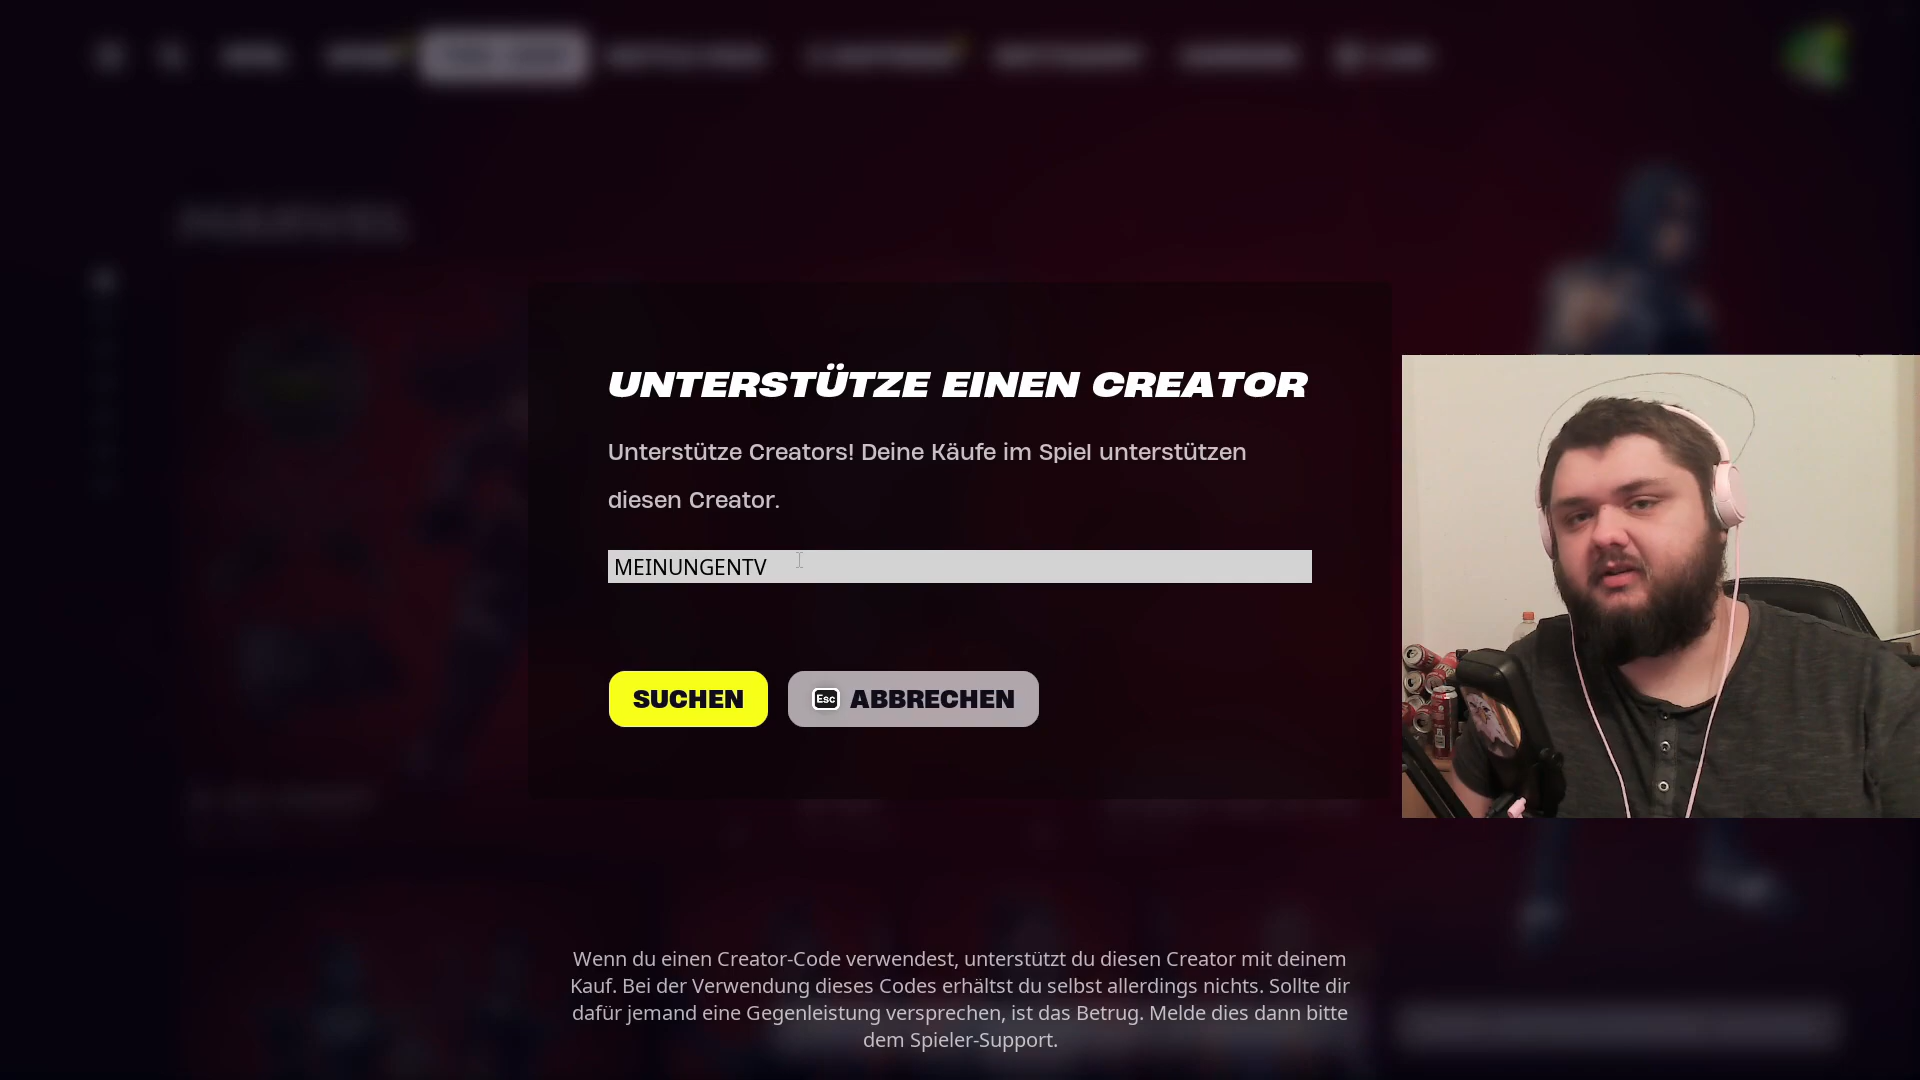 UNTERSTÜTZE EINEN CREATOR
Unterstütze Creators! Deine Käufe im Spiel unterstützen
diesen Creator.
MEINUNGENTV
SUCHEN
Esc ABBRECHEN
Wenn du einen Creator-Code verwendest, unterstützt du diesen Creator mit deinem
Kauf. Bei der Verwendung dieses Codes erhältst du selbst allerdings nichts. Sollte dir
dafür jemand eine Gegenleistung versprechen, ist das Betrug. Melde dies dann bitte
dem Spieler-Support.